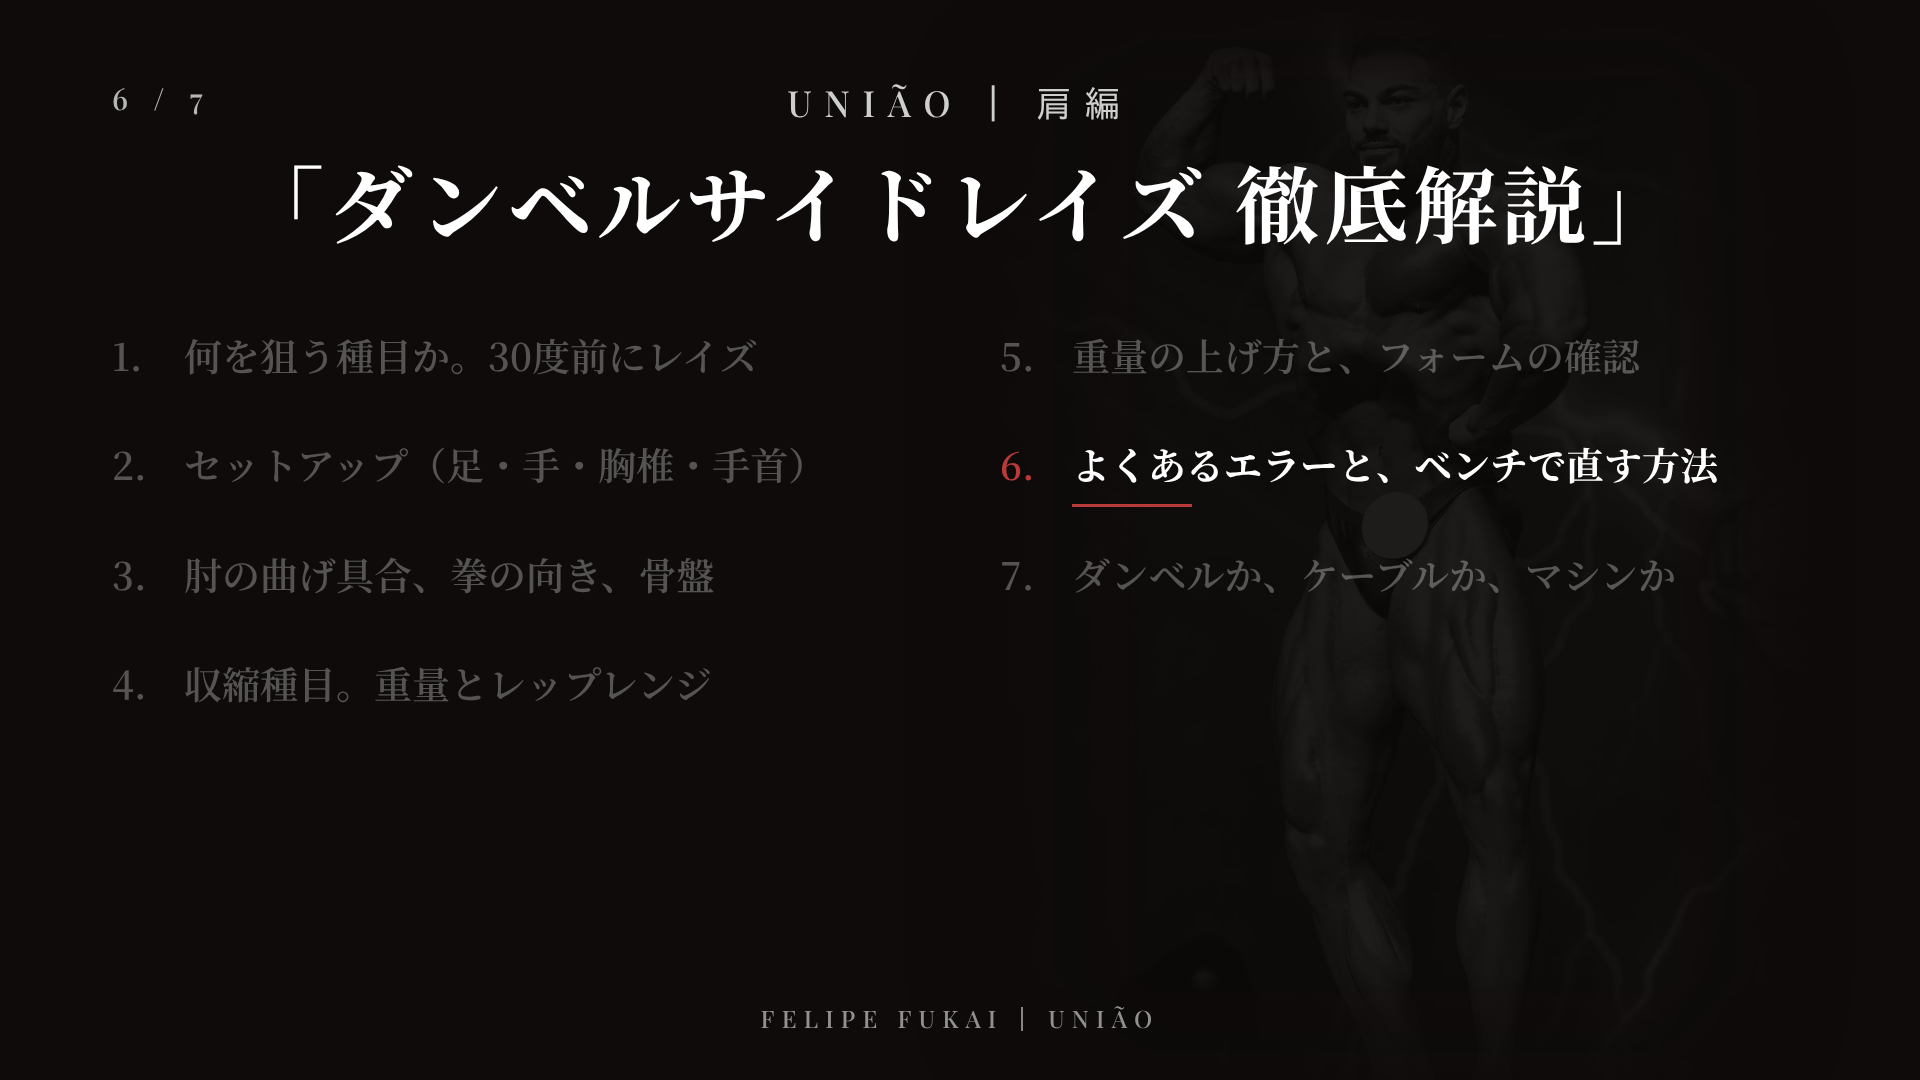 6 / 7
UNIÃO | 肩編
「ダンベルサイドレイズ 徹底解説」
1. 何を狙う種目か。30度前にレイズ
2. セットアップ（足・手・胸椎・手首）
3. 肘の曲げ具合、拳の向き、骨盤
4. 収縮種目。重量とレップレンジ
5. 重量の上げ方と、フォームの確認
6. よくあるエラーと、ベンチで直す方法
7. ダンベルか、ケーブルか、マシンか
FELIPE FUKAI | UNIÃO